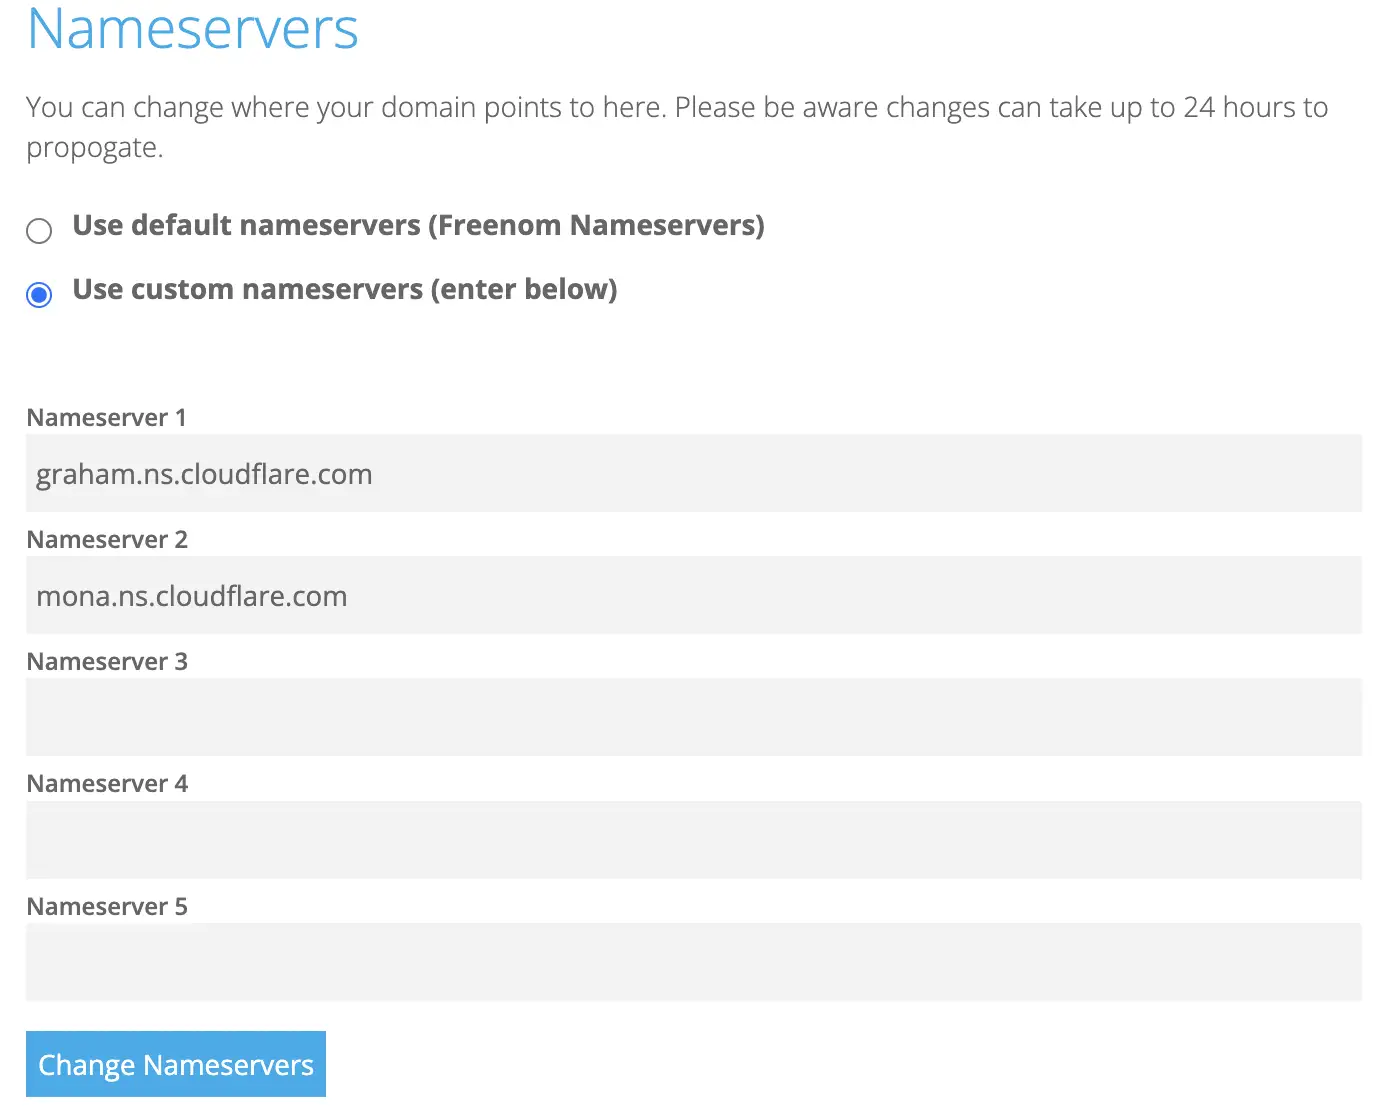 Nameservers
You can change where your domain points to here. Please be aware changes can take up to 24 hours to
propogate.
Use default nameservers (Freenom Nameservers)
Use custom nameservers (enter below)
Nameserver 1
graham.ns.cloudflare.com
Nameserver 2
mona.ns.cloudflare.com
Nameserver 3
Nameserver 4
Nameserver 5
Change Nameservers